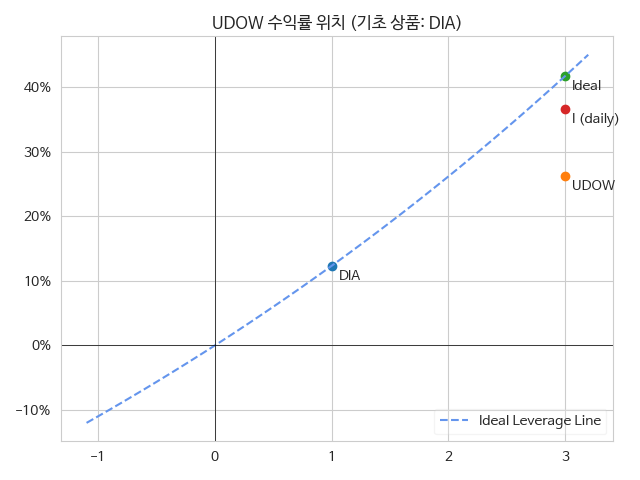 UDOW 수익률 위치 (기초 상품: DIA)
40%
30%
20%
10%
0%
−10%
Ideal
I (daily)
UDOW
DIA
Ideal Leverage Line
−1
0
1
2
3